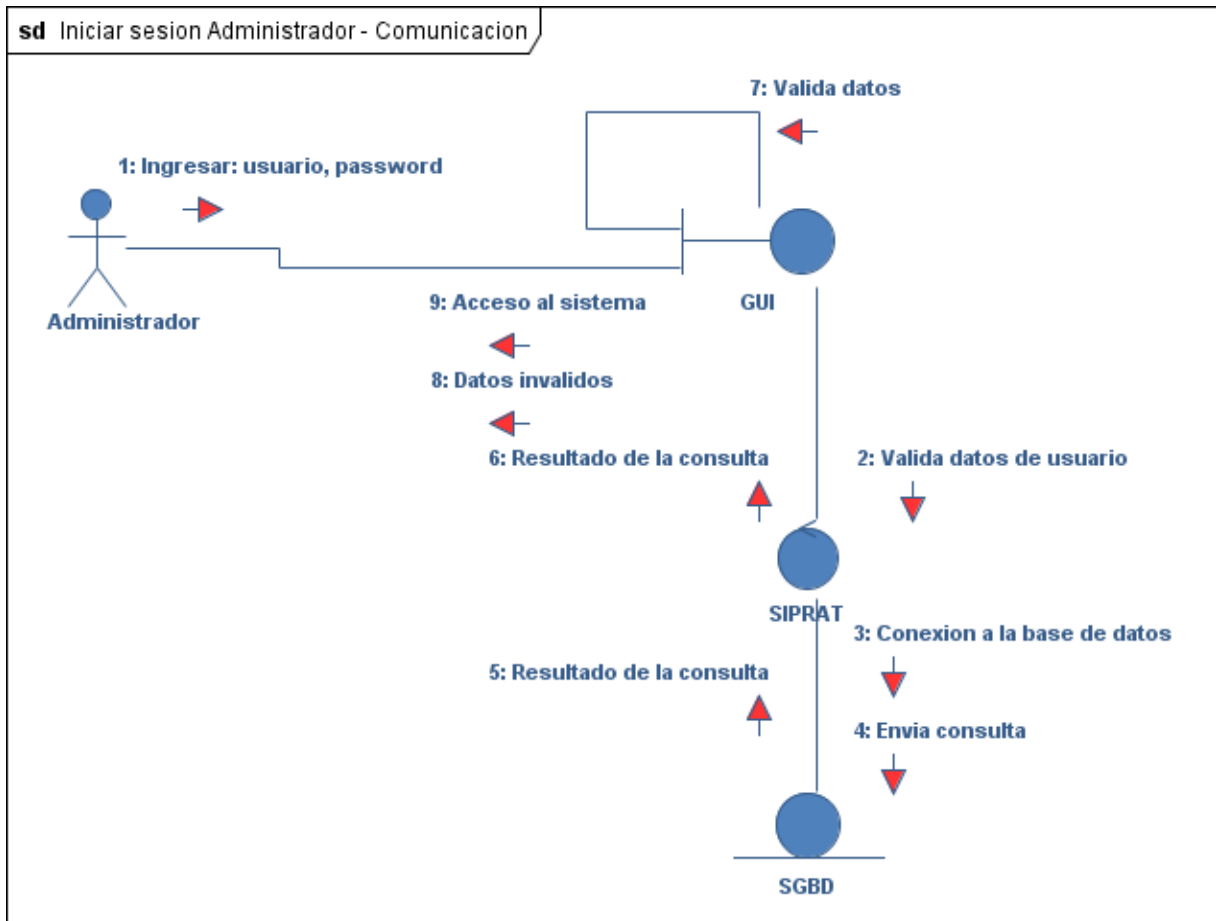 sd Iniciar sesion Administrador - Comunicacion
7: Valida datos
1: Ingresar: usuario, password
Administrador
GUI
9: Acceso al sistema
8: Datos invalidos
6: Resultado de la consulta
2: Valida datos de usuario
SIPRAT
3: Conexion a la base de datos
5: Resultado de la consulta
4: Envia consulta
SGBD